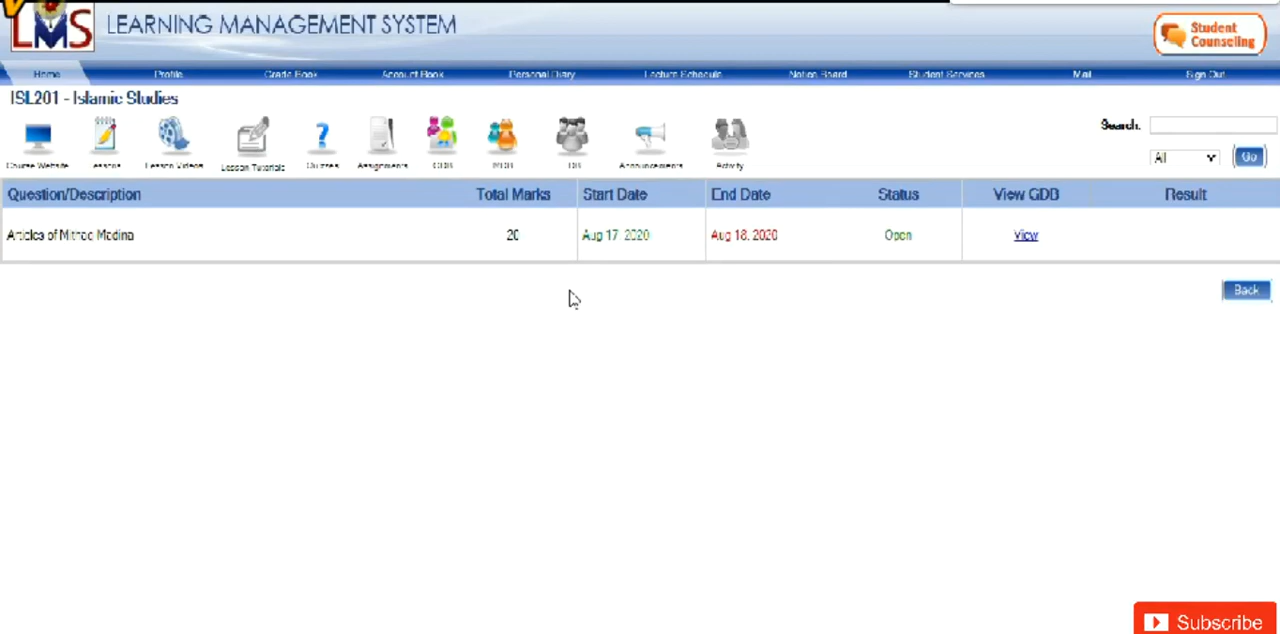 LMS LEARNING MANAGEMENT SYSTEM
Student
Counseling
Home Profile Grade Book Account Book Personal Diary Lecture Schedule Notice Board Student Services Mail Sign Out
ISL201 - Islamic Studies
Search:
Course Website Lessons Lesson Videos Lesson Tutorials Quizzes Assignments GDB MDB Announcements Activity
All Go
Question/Description Total Marks Start Date End Date Status View GDB Result
Articles of Mithaq Madina 20 Aug 17, 2020 Aug 18, 2020 Open View
Back
Subscribe